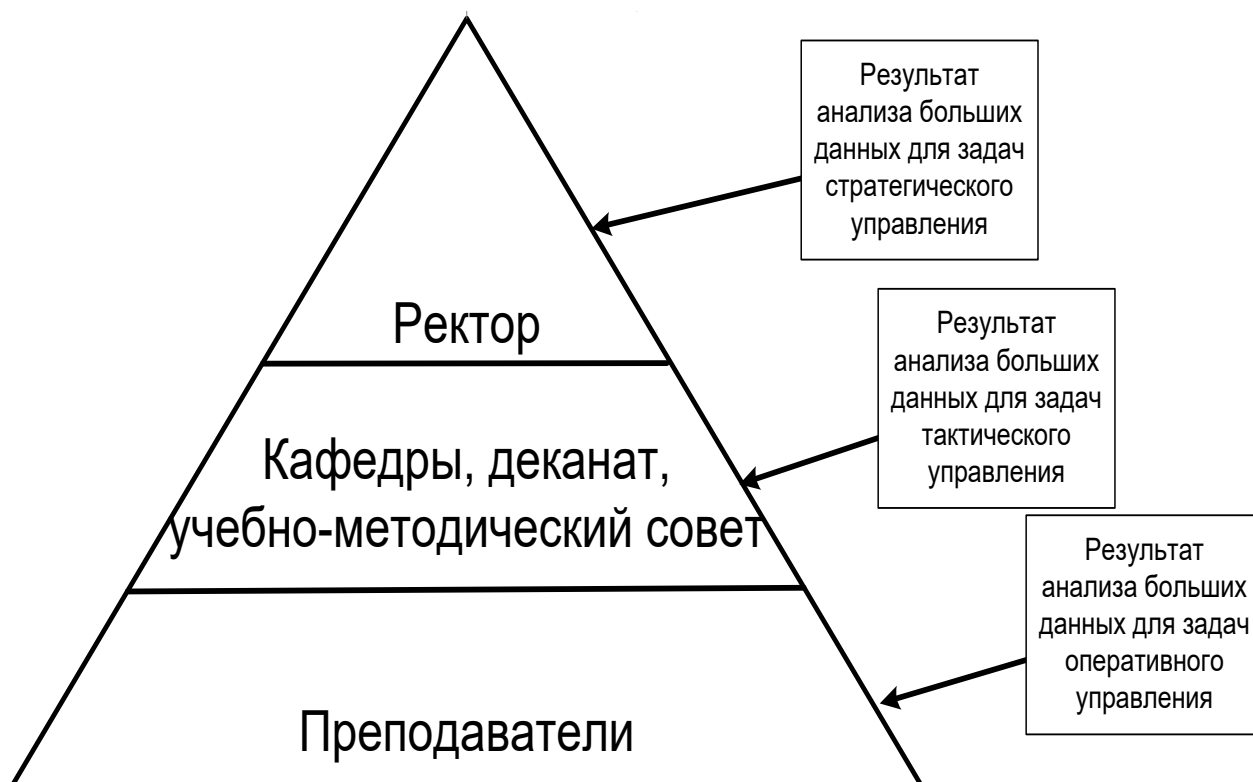 Результат
анализа больших
данных для задач
стратегического
управления
Ректор
Результат
анализа больших
данных для задач
тактического
управления
Кафедры, деканат,
учебно-методический совет
Результат
анализа больших
данных для задач
оперативного
управления
Преподаватели